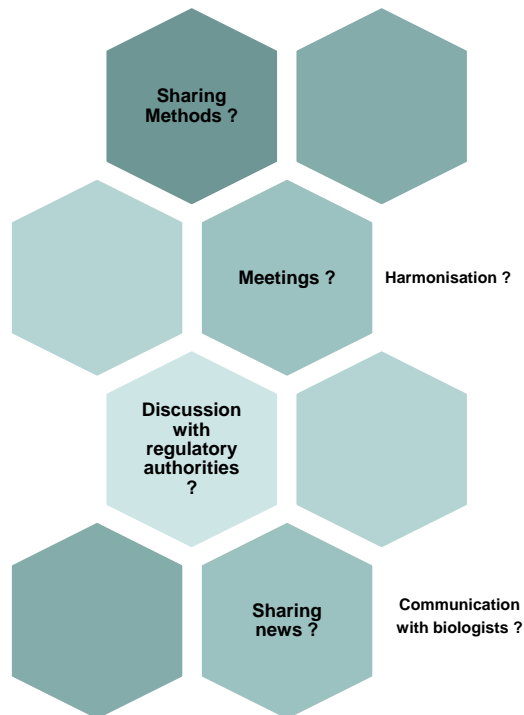 Sharing
Methods ?
Meetings ?
Harmonisation ?
Discussion
with
regulatory
authorities
?
Sharing
news ?
Communication
with biologists ?